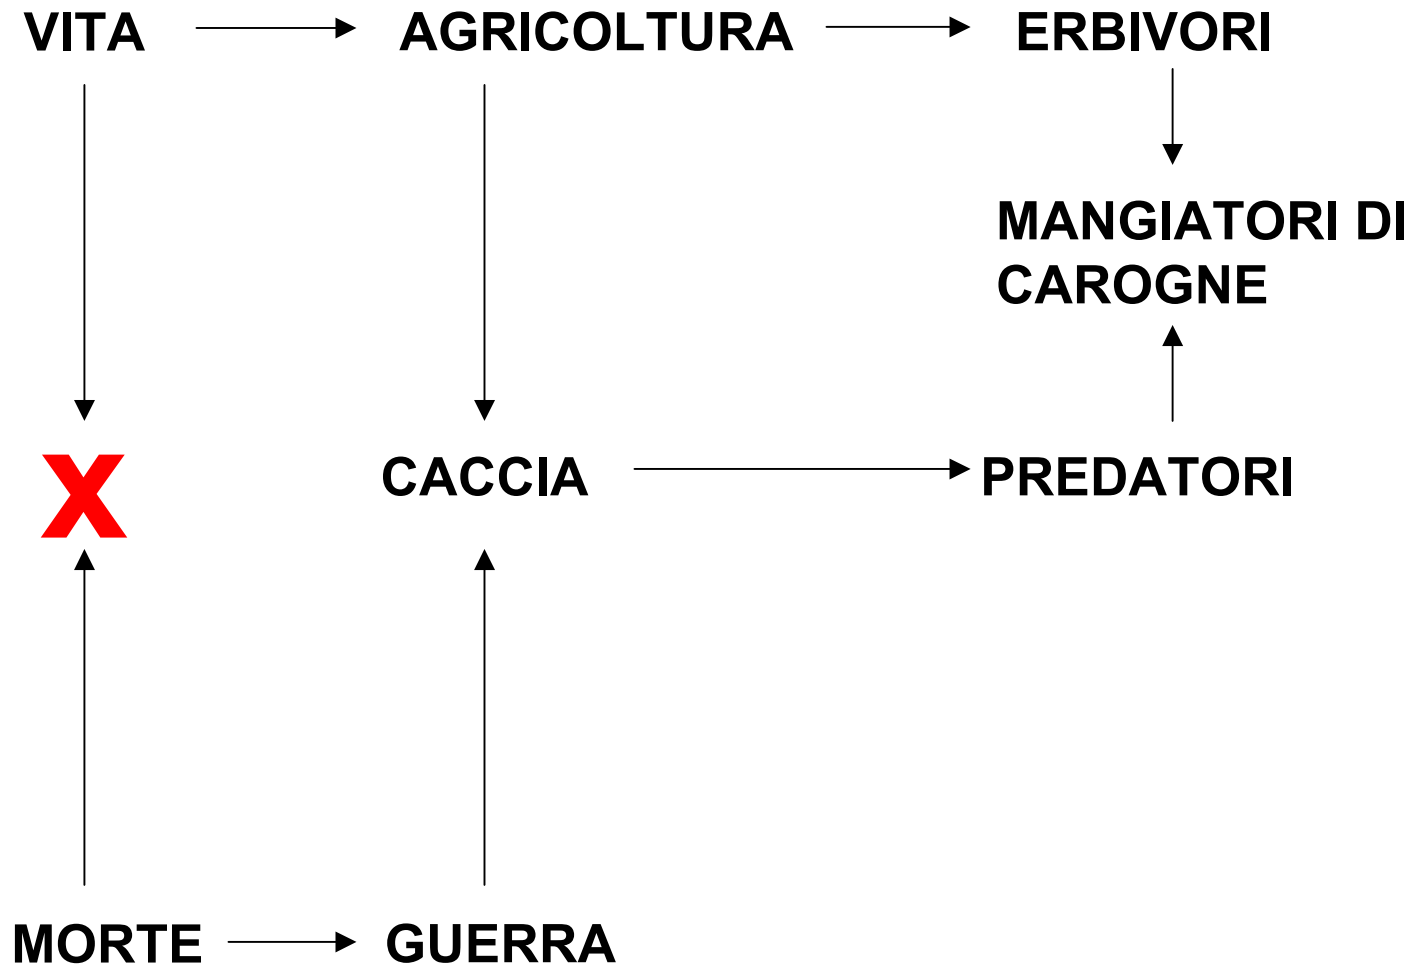 VITA AGRICOLTURA ERBIVORI
MANGIATORI DI
CAROGNE
X CACCIA PREDATORI
MORTE GUERRA